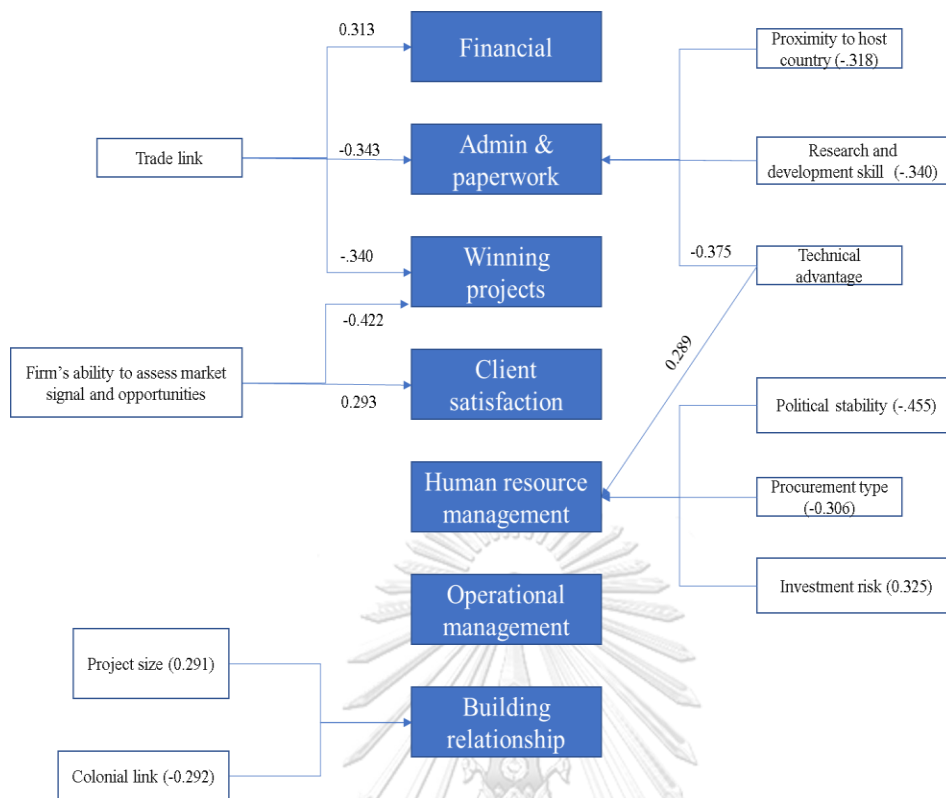 0.313
Financial
Proximity to host
country (-.318)
Trade link
-0.343
Admin &
paperwork
Research and
development skill (-.340)
-.340
Winning
projects
-0.375
Technical
advantage
-0.422
Firm's ability to assess market
signal and opportunities
0.293
Client
satisfaction
0.289
Political stability (-.455)
Human resource
management
Procurement type
(-0.306)
Investment risk (0.325)
Operational
management
Project size (0.291)
Building
relationship
Colonial link (-0.292)